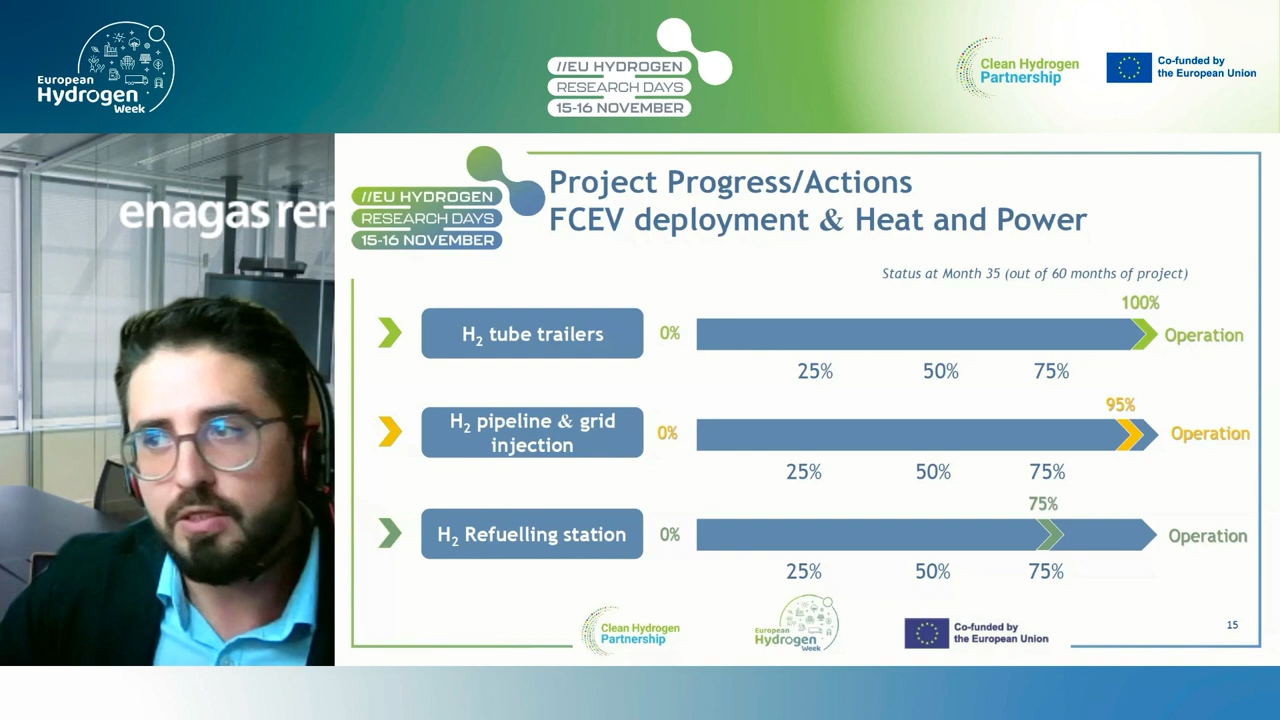 European
Hydrogen
Week
//EU HYDROGEN
RESEARCH DAYS
15-16 NOVEMBER
Clean Hydrogen
Partnership
Co-funded by
the European Union
enagas ren
//EU HYDROGEN
RESEARCH DAYS
15-16 NOVEMBER
Project Progress/Actions
FCEV deployment & Heat and Power
Status at Month 35 (out of 60 months of project)
100%
H₂ tube trailers
0%
Operation
25% 50% 75%
95%
H₂ pipeline & grid
injection
0%
Operation
25% 50% 75%
75%
H₂ Refuelling station
0%
Operation
25% 50% 75%
Clean Hydrogen
Partnership
European
Hydrogen
Week
Co-funded by
the European Union
15